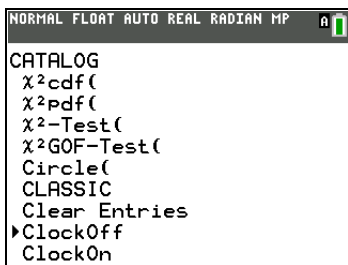 NORMAL FLOAT AUTO REAL RADIAN MP A
CATALOG
χ²cdf(
χ²pdf(
χ²-Test(
χ²GOF-Test(
Circle(
CLASSIC
Clear Entries
▶ClockOff
ClockOn